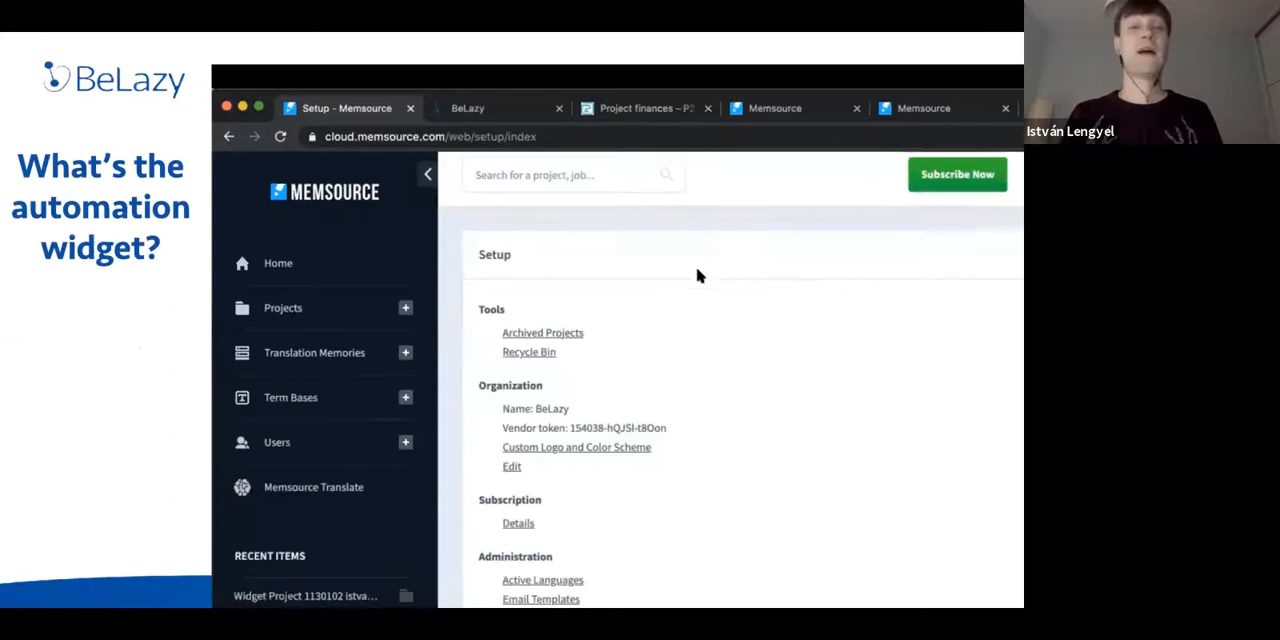 BeLazy
What's the
automation
widget?
Setup - Memsource
BeLazy
Project finances – P2
Memsource
Memsource
cloud.memsource.com/web/setup/index
MEMSOURCE
Search for a project, job...
Subscribe Now
Home
Projects
Translation Memories
Term Bases
Users
Memsource Translate
RECENT ITEMS
Widget Project 1130102 istva...
Setup
Tools
Archived Projects
Recycle Bin
Organization
Name: BeLazy
Vendor token: 154038-hQJSl-t8Oon
Custom Logo and Color Scheme
Edit
Subscription
Details
Administration
Active Languages
Email Templates
István Lengyel